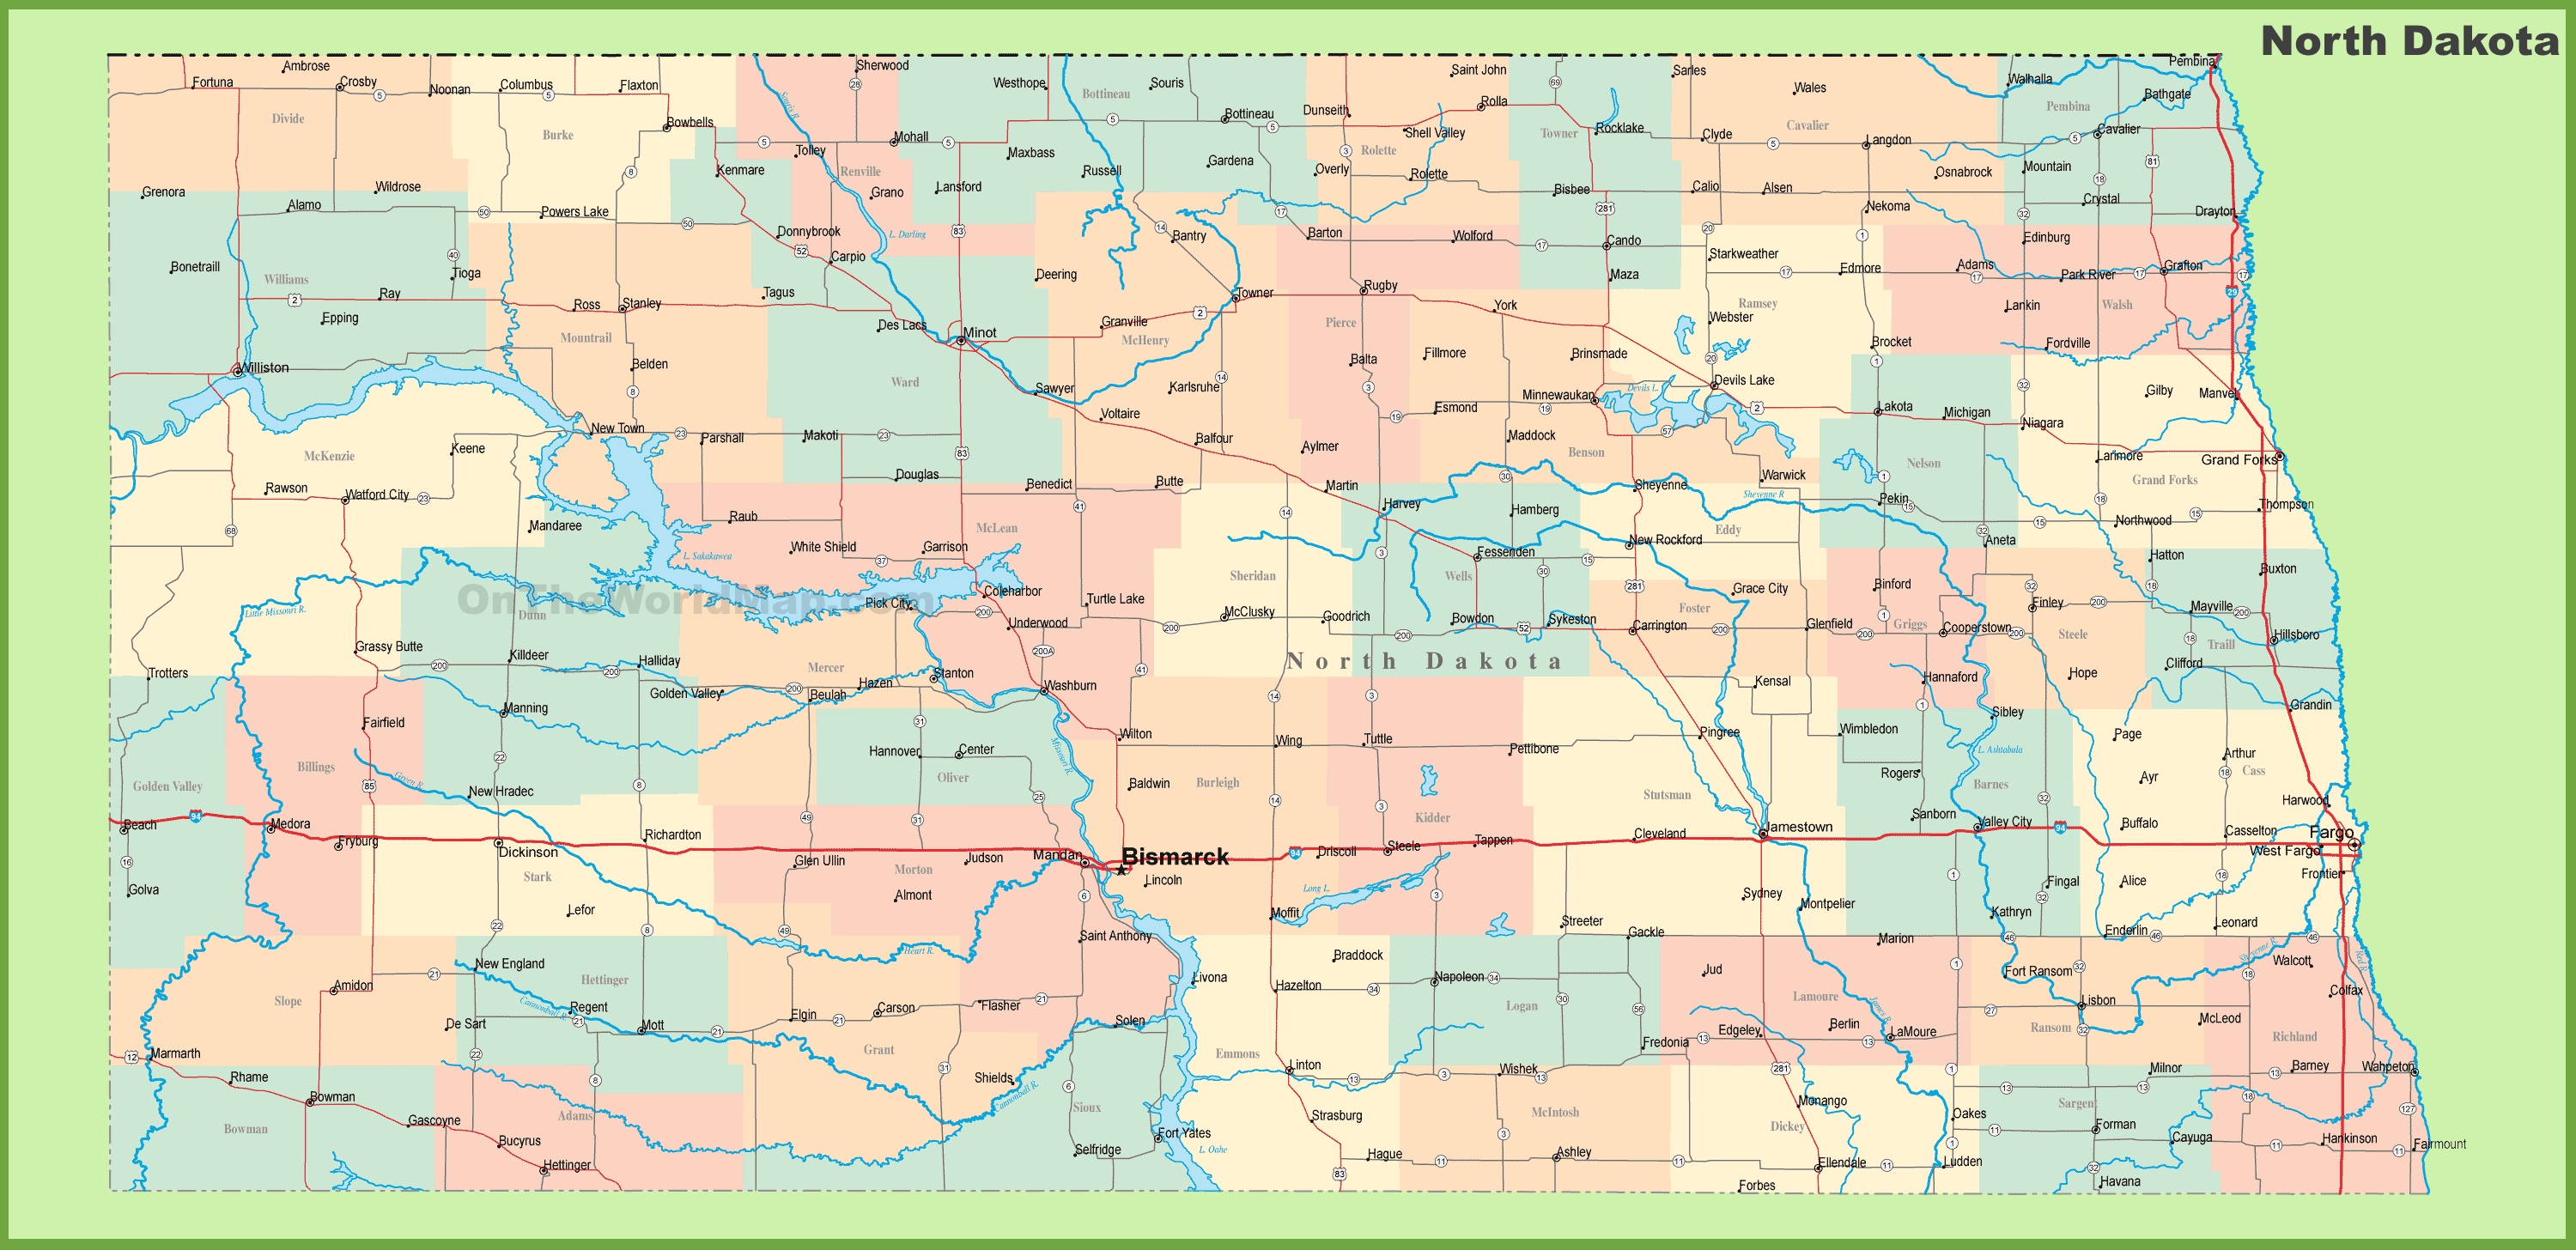 North Dakota
Ambrose
Fortuna
Crosby
Noonan
Columbus
Flaxton
Sherwood
Westhope
Souris
Saint John
Sarles
Wales
Walhalla
Pembina
Bathgate
Divide
Burke
Bowbells
Souris R.
Bottineau
Bottineau
Dunseith
Rolla
Shell Valley
Towner
Rocklake
Clyde
Cavalier
Langdon
Pembina
Cavalier
Mohall
Tolley
Renville
Maxbass
Gardena
Rolette
Kenmare
Grano
Lansford
Russell
Overly
Rolette
Bisbee
Calio
Alsen
Osnabrock
Mountain
Crystal
Grenora
Wildrose
Alamo
Powers Lake
Nekoma
Drayton
Donnybrook
L. Darling
Bantry
Barton
Wolford
Cando
Starkweather
Edinburg
Carpio
Bonetraill
Williams
Tioga
Deering
Maza
Edmore
Adams
Park River
Grafton
Ray
Ross
Stanley
Tagus
Towner
Rugby
York
Ramsey
Lankin
Walsh
Epping
Mountrail
Des Lacs
Minot
Granville
McHenry
Pierce
Webster
Brocket
Fordville
Williston
Belden
Ward
Sawyer
Karlsruhe
Balta
Fillmore
Brinsmade
Devils L.
Devils Lake
Minnewaukan
Gilby
Manvel
Voltaire
Esmond
Lakota
Michigan
Niagara
New Town
Parshall
Makoti
Balfour
Aylmer
Maddock
Benson
McKenzie
Keene
Larimore
Grand Forks
Nelson
Grand Forks
Douglas
Benedict
Butte
Martin
Warwick
Sheyenne
Sheyenne R
Rawson
Watford City
Harvey
Hamberg
Pekin
Thompson
Northwood
Mandaree
Raub
McLean
Eddy
White Shield
Garrison
L. Sakakawea
Fessenden
New Rockford
Aneta
Hatton
Buxton
Sheridan
Wells
Binford
Coleharbor
Turtle Lake
Grace City
Little Missouri R.
OnTheWorldMap.com
Pick City
Dunn
McClusky
Goodrich
Bowdon
Sykeston
Foster
Carrington
Glenfield
Griggs
Cooperstown
Finley
Steele
Mayville
Traill
Hillsboro
Underwood
Grassy Butte
Killdeer
Halliday
Mercer
North Dakota
Clifford
Trotters
Golden Valley
Beulah
Hazen
Stanton
Washburn
Kensal
Hannaford
Hope
Manning
Grandin
Fairfield
Sibley
Wilton
Wing
Tuttle
Pettibone
Pingree
Wimbledon
Page
Hannover
Center
Missouri R.
L. Ashtabula
Arthur
Billings
Green R.
Oliver
Baldwin
Burleigh
Golden Valley
Rogers
Barnes
Ayr
Cass
New Hradec
Kidder
Stutsman
Harwood
Beach
Medora
Fryburg
Dickinson
Richardton
Sanborn
Valley City
Buffalo
Casselton
Fargo
West Fargo
Jamestown
Cleveland
Tappen
Steele
Driscoll
Bismarck
Mandan
Judson
Glen Ullin
Morton
Stark
Golva
Lincoln
Almont
Frontier
Long L.
Sydney
Montpelier
Fingal
Alice
Lefor
Moffit
Streeter
Kathryn
Leonard
Saint Anthony
Gackle
Marion
Enderlin
Heart R.
Sheyenne R.
Red R.
New England
Hettinger
Braddock
Napoleon
Jud
Fort Ransom
Walcott
Slope
Amidon
Livona
Hazelton
Colfax
Cannonball R.
Regent
Carson
Flasher
Logan
Lamoure
James R.
Lisbon
De Sart
Mott
Elgin
Solen
Edgeley
Berlin
LaMoure
Ransom
McLeod
Richland
Marmarth
Grant
Emmons
Fredonia
Rhame
Shields
Linton
Wishek
Milnor
Barney
Wahpeton
Bowman
Cannonball R.
Gascoyne
Adams
Sioux
Strasburg
McIntosh
Monango
Oakes
Sargen
Bowman
Dickey
Forman
Bucyrus
Fort Yates
Cayuga
Hankinson
Fairmount
Hettinger
Selfridge
L. Oahe
Hague
Ashley
Ellendale
Ludden
Forbes
Havana